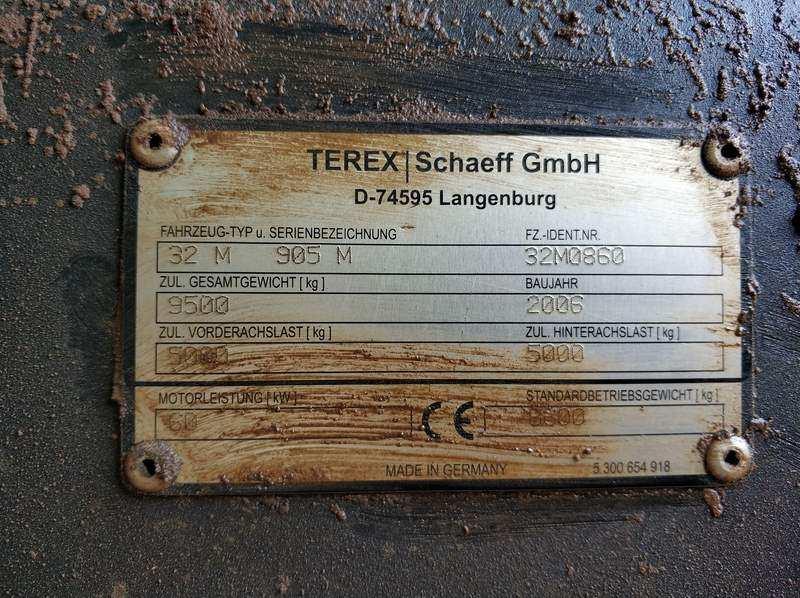 TEREX | Schaeff GmbH
D-74595 Langenburg
FAHRZEUG-TYP u. SERIENBEZEICHNUNG FZ.-IDENT.NR.
32 M 905 M 32M0860
ZUL. GESAMTGEWICHT [ kg ] BAUJAHR
9500 2006
ZUL. VORDERACHSLAST [ kg ] ZUL. HINTERACHSLAST [ kg ]
5000 5000
MOTORLEISTUNG [ kW ] STANDARDBETRIEBSGEWICHT [ kg ]
60 CE
MADE IN GERMANY 5 300 654 918